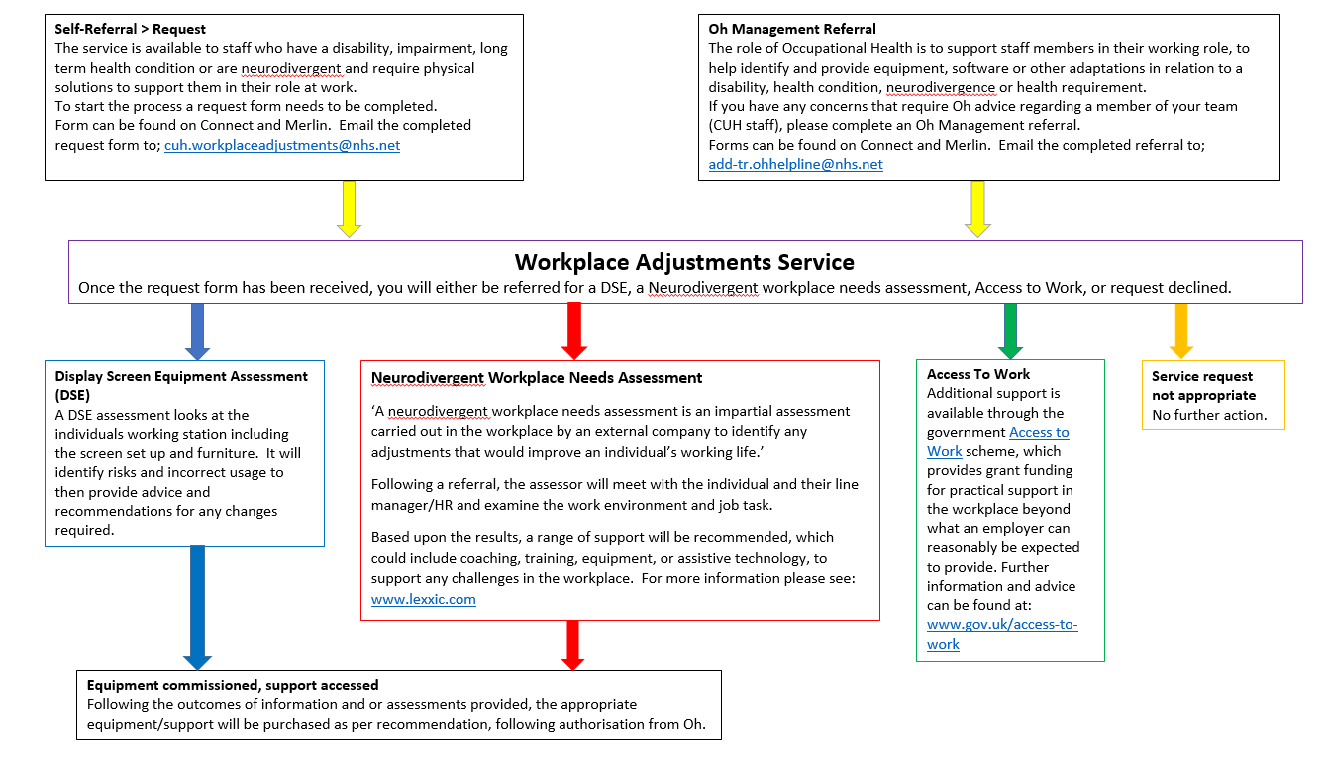 Self-Referral > Request
The service is available to staff who have a disability, impairment, long
term health condition or are neurodivergent and require physical
solutions to support them in their role at work.
To start the process a request form needs to be completed.
Form can be found on Connect and Merlin.  Email the completed
request form to; cuh.workplaceadjustments@nhs.net
Oh Management Referral
The role of Occupational Health is to support staff members in their working role, to
help identify and provide equipment, software or other adaptations in relation to a
disability, health condition, neurodivergence or health requirement.
If you have any concerns that require Oh advice regarding a member of your team
(CUH staff), please complete an Oh Management referral.
Forms can be found on Connect and Merlin.  Email the completed referral to;
add-tr.ohhelpline@nhs.net
Workplace Adjustments Service
Once the request form has been received, you will either be referred for a DSE, a Neurodivergent workplace needs assessment, Access to Work, or request declined.
Display Screen Equipment Assessment
(DSE)
A DSE assessment looks at the
individuals working station including
the screen set up and furniture.  It will
identify risks and incorrect usage to
then provide advice and
recommendations for any changes
required.
Neurodivergent Workplace Needs Assessment
‘A neurodivergent workplace needs assessment is an impartial assessment
carried out in the workplace by an external company to identify any
adjustments that would improve an individual’s working life.’
Following a referral, the assessor will meet with the individual and their line
manager/HR and examine the work environment and job task.
Based upon the results, a range of support will be recommended, which
could include coaching, training, equipment, or assistive technology, to
support any challenges in the workplace.  For more information please see:
www.lexxic.com
Access To Work
Additional support is
available through the
government Access to
Work scheme, which
provides grant funding
for practical support in
the workplace beyond
what an employer can
reasonably be expected
to provide. Further
information and advice
can be found at:
www.gov.uk/access-to-
work
Service request
not appropriate
No further action.
Equipment commissioned, support accessed
Following the outcomes of information and or assessments provided, the appropriate
equipment/support will be purchased as per recommendation, following authorisation from Oh.